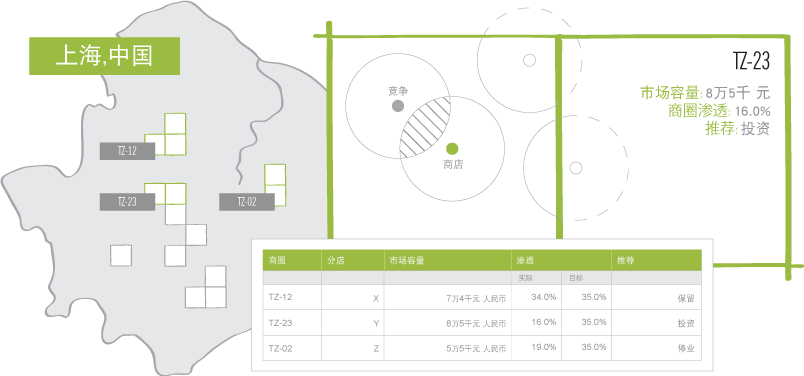 上海,中国
TZ-12
TZ-23
TZ-02
竞争
商店
TZ-23
市场容量: 8万5千 元
商圈渗透: 16.0%
推荐: 投资
商圈 分店 市场容量 渗透 推荐
实际 目标
TZ-12 X 7万4千元 人民币 34.0% 35.0% 保留
TZ-23 Y 8万5千元 人民币 16.0% 35.0% 投资
TZ-02 Z 5万5千元 人民币 19.0% 35.0% 停业